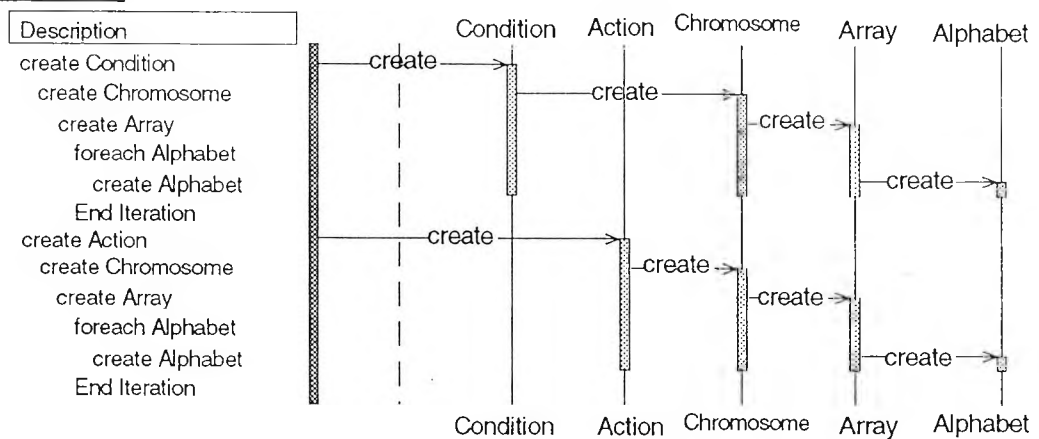 Description
Condition Action Chromosome Array Alphabet
create Condition
create
create Chromosome
create
create Array
create
foreach Alphabet
create Alphabet
create
End Iteration
create Action
create
create Chromosome
create
create Array
create
foreach Alphabet
create Alphabet
create
End Iteration
Condition Action Chromosome Array Alphabet